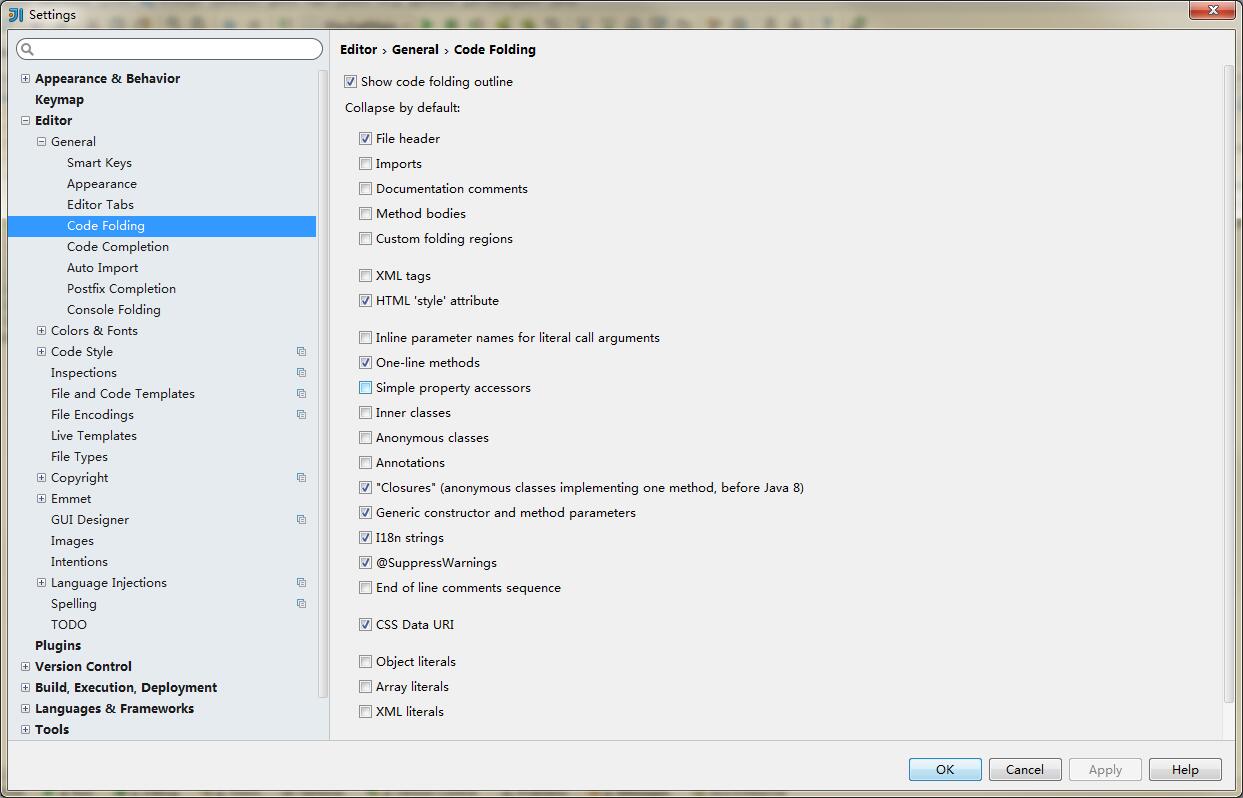 Settings
Appearance & Behavior
Keymap
Editor
General
Smart Keys
Appearance
Editor Tabs
Code Folding
Code Completion
Auto Import
Postfix Completion
Console Folding
Colors & Fonts
Code Style
Inspections
File and Code Templates
File Encodings
Live Templates
File Types
Copyright
Emmet
GUI Designer
Images
Intentions
Language Injections
Spelling
TODO
Plugins
Version Control
Build, Execution, Deployment
Languages & Frameworks
Tools
Editor › General › Code Folding
Show code folding outline
Collapse by default:
File header
Imports
Documentation comments
Method bodies
Custom folding regions
XML tags
HTML 'style' attribute
Inline parameter names for literal call arguments
One-line methods
Simple property accessors
Inner classes
Anonymous classes
Annotations
"Closures" (anonymous classes implementing one method, before Java 8)
Generic constructor and method parameters
I18n strings
@SuppressWarnings
End of line comments sequence
CSS Data URI
Object literals
Array literals
XML literals
OK
Cancel
Apply
Help